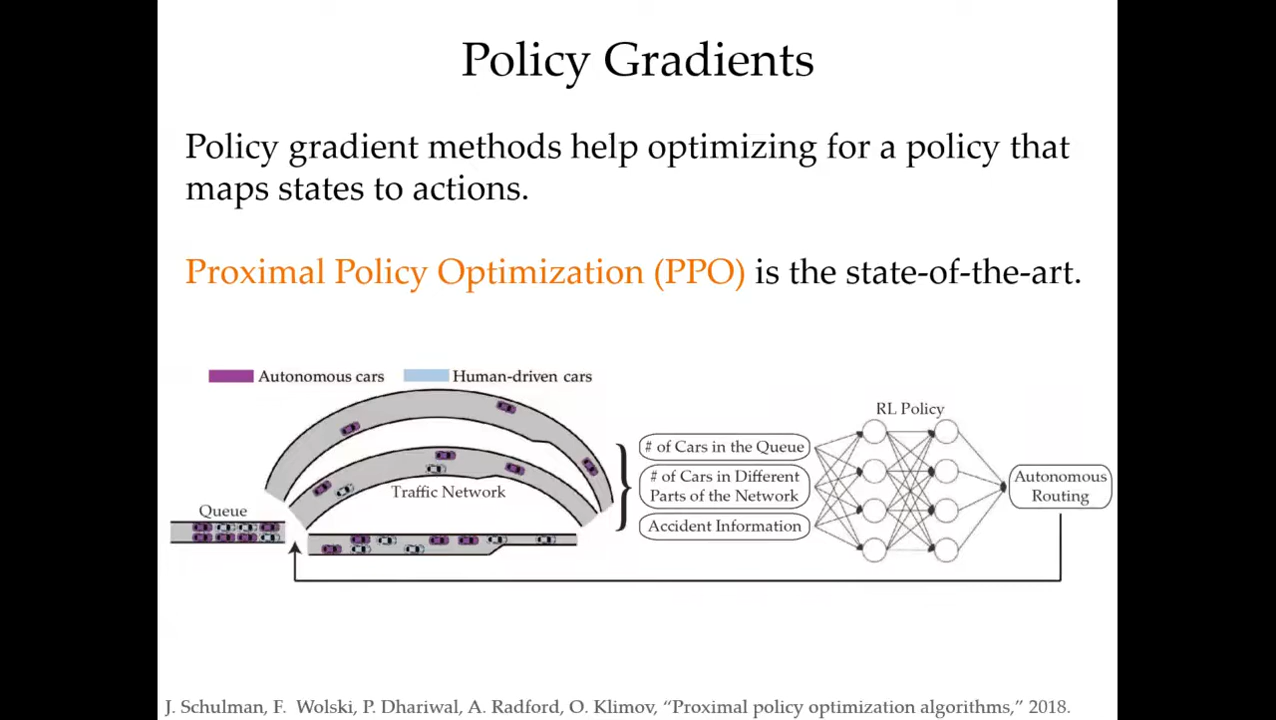 Policy Gradients
Policy gradient methods help optimizing for a policy that
maps states to actions.
Proximal Policy Optimization (PPO) is the state-of-the-art.
Autonomous cars
Human-driven cars
Traffic Network
Queue
# of Cars in the Queue
# of Cars in Different
Parts of the Network
Accident Information
RL Policy
Autonomous
Routing
J. Schulman, F. Wolski, P. Dhariwal, A. Radford, O. Klimov, “Proximal policy optimization algorithms,” 2018.